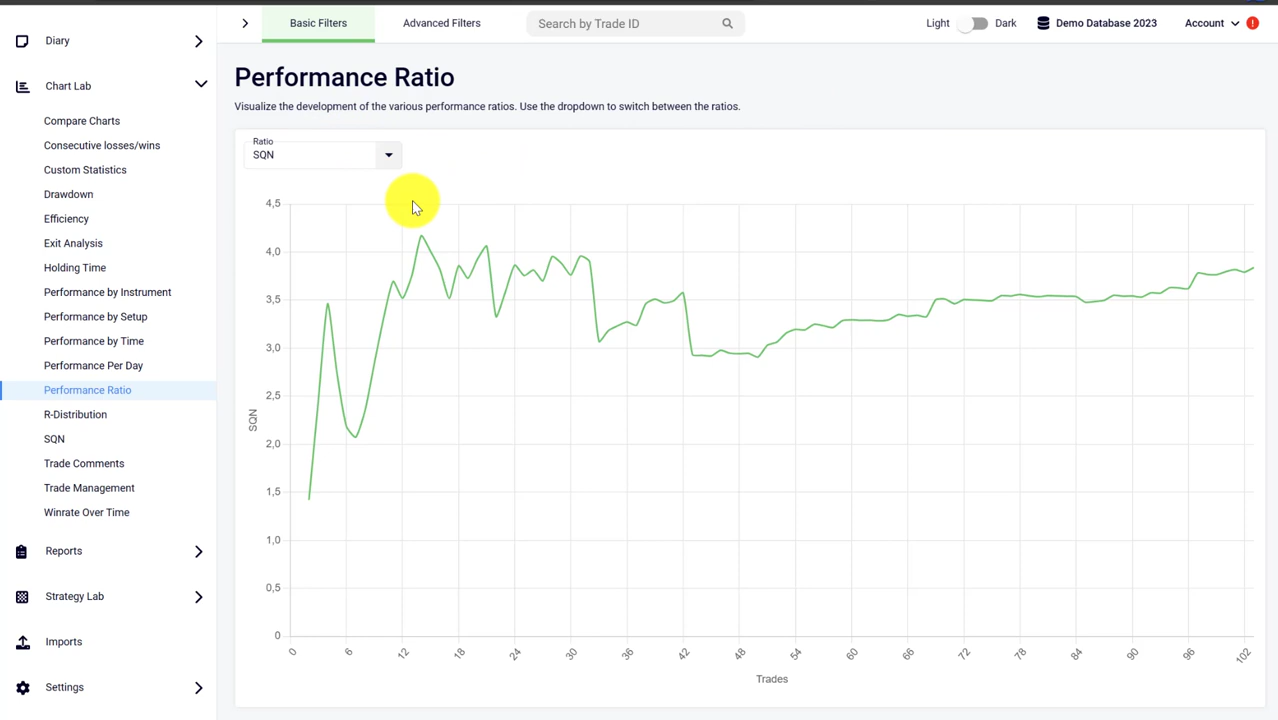 Diary
Chart Lab
Compare Charts
Consecutive losses/wins
Custom Statistics
Drawdown
Efficiency
Exit Analysis
Holding Time
Performance by Instrument
Performance by Setup
Performance by Time
Performance Per Day
Performance Ratio
R-Distribution
SQN
Trade Comments
Trade Management
Winrate Over Time
Reports
Strategy Lab
Imports
Settings
Basic Filters Advanced Filters Search by Trade ID Light Dark Demo Database 2023 Account !
Performance Ratio
Visualize the development of the various performance ratios. Use the dropdown to switch between the ratios.
Ratio
SQN
4,5
4,0
3,5
3,0
2,5
2,0
1,5
1,0
0,5
0
SQN
0 6 12 18 24 30 36 42 48 54 60 66 72 78 84 90 96 102
Trades